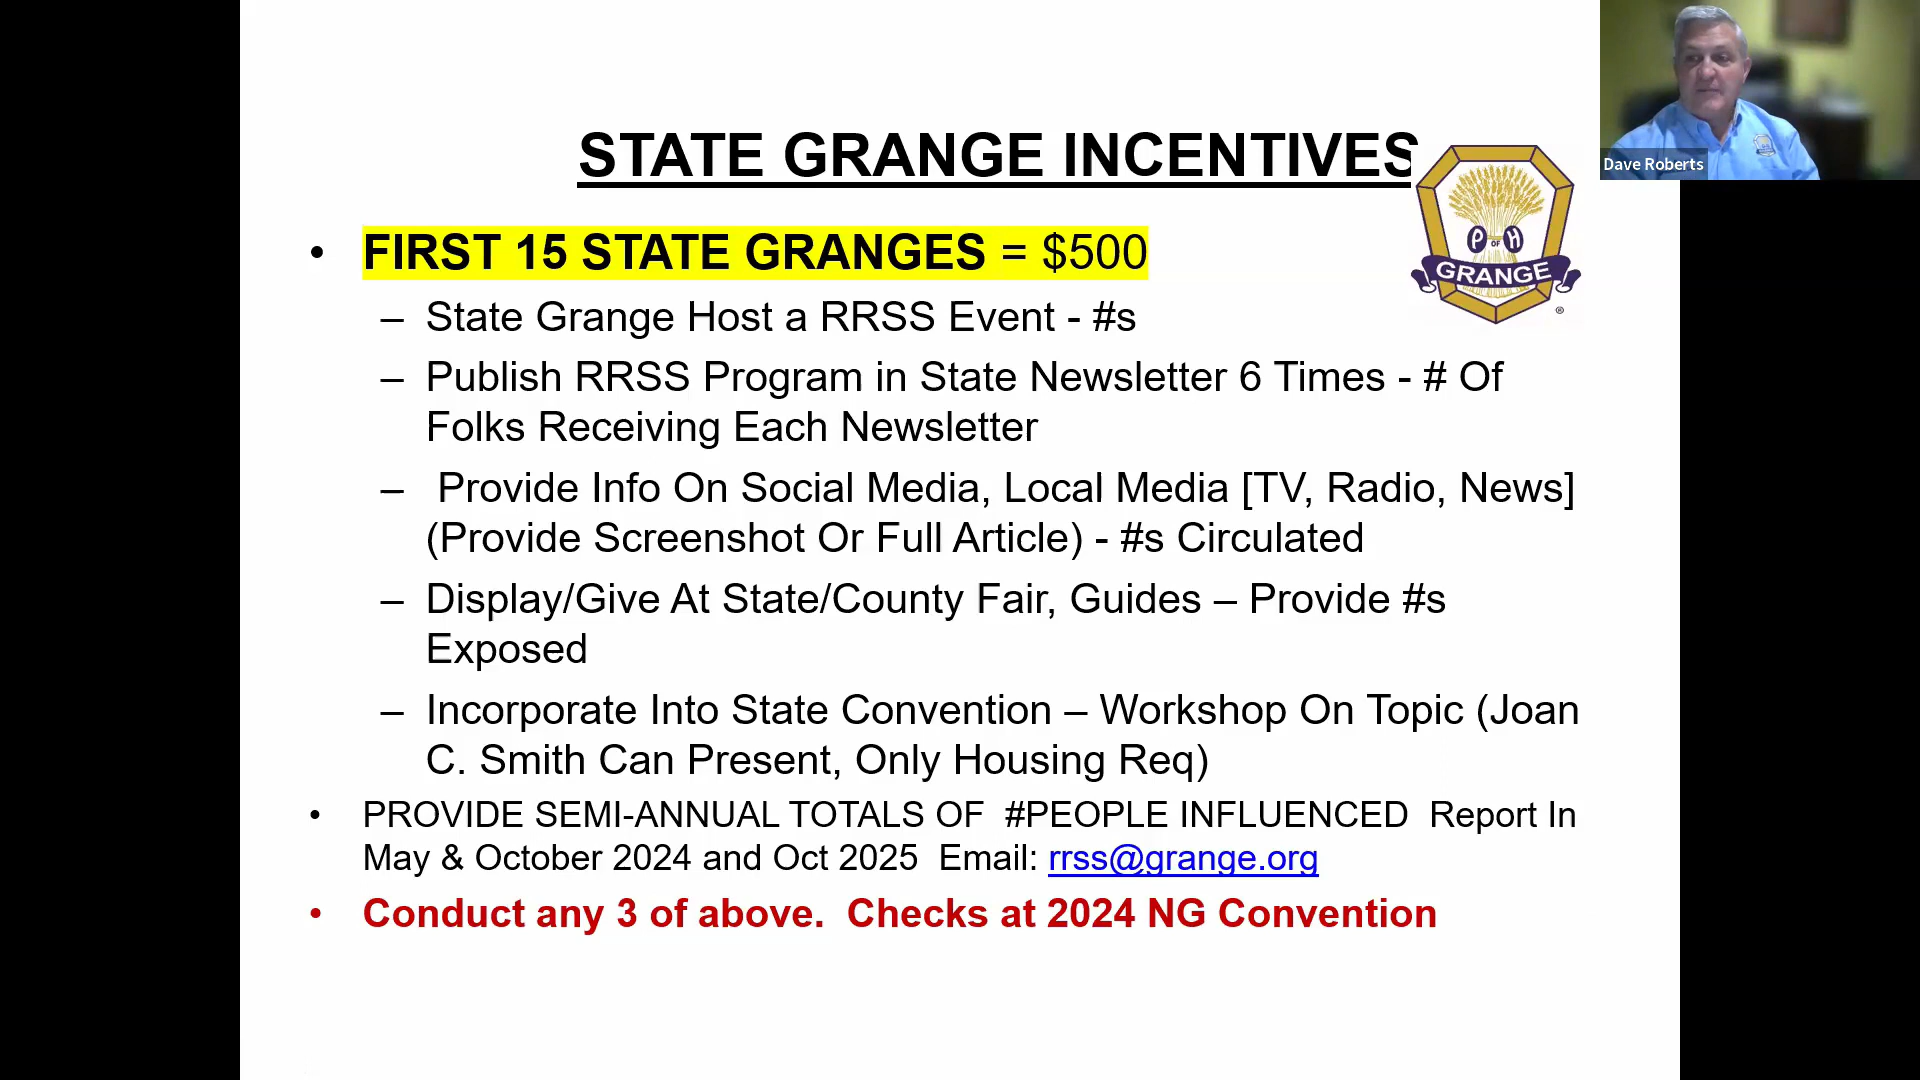 STATE GRANGE INCENTIVES
Dave Roberts
P OF H
GRANGE
®
• FIRST 15 STATE GRANGES = $500
– State Grange Host a RRSS Event - #s
– Publish RRSS Program in State Newsletter 6 Times - # Of
Folks Receiving Each Newsletter
– Provide Info On Social Media, Local Media [TV, Radio, News]
(Provide Screenshot Or Full Article) - #s Circulated
– Display/Give At State/County Fair, Guides – Provide #s
Exposed
– Incorporate Into State Convention – Workshop On Topic (Joan
C. Smith Can Present, Only Housing Req)
• PROVIDE SEMI-ANNUAL TOTALS OF #PEOPLE INFLUENCED Report In
May & October 2024 and Oct 2025 Email: rrss@grange.org
• Conduct any 3 of above. Checks at 2024 NG Convention